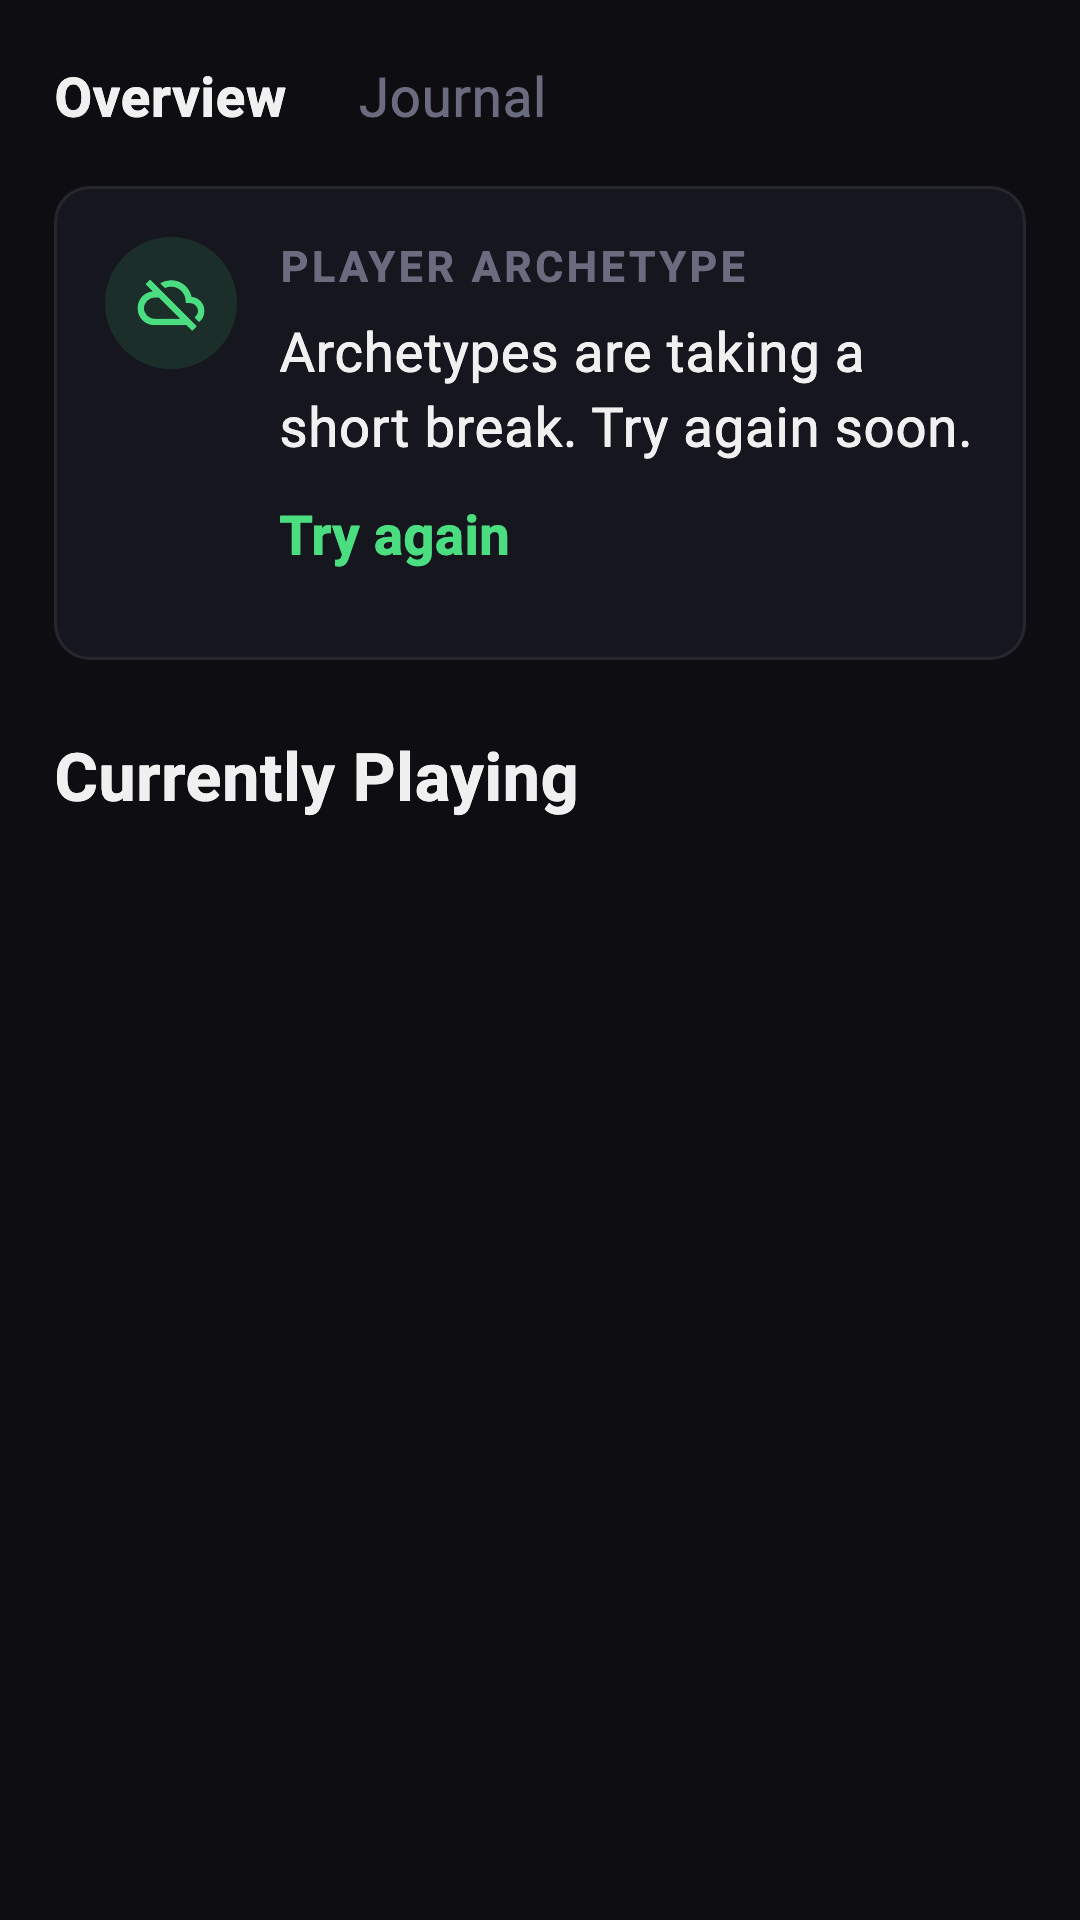 Overview
Journal
PLAYER ARCHETYPE
Archetypes are taking a
short break. Try again soon.
Try again
Currently Playing